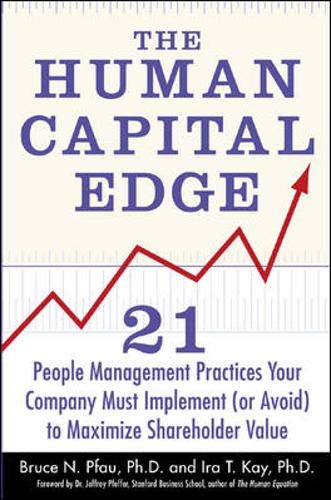 THE
HUMAN
CAPITAL
EDGE
21
People Management Practices Your
Company Must Implement (or Avoid)
to Maximize Shareholder Value
Bruce N. Pfau, Ph.D. and Ira T. Kay, Ph.D.
Foreword by Dr. Jeffrey Pfeffer, Stanford Business School, author of The Human Equation